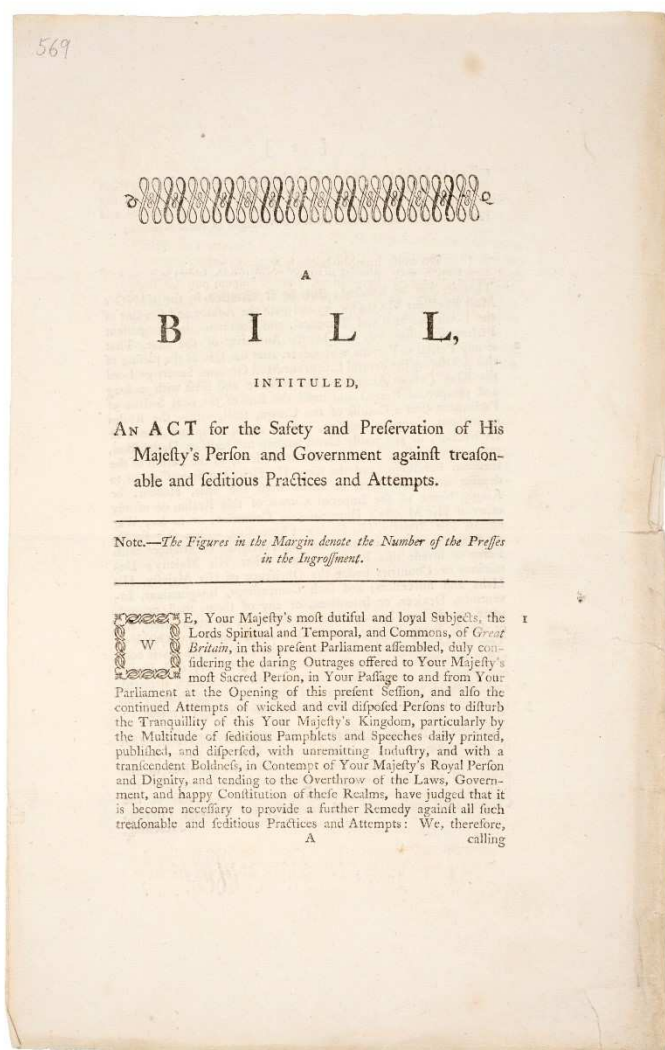 569
A
BILL,
INTITULED,
AN ACT for the Safety and Preſervation of His
Majeſty's Perſon and Government againſt treaſon-
able and ſeditious Practices and Attempts.
Note.—The Figures in the Margin denote the Number of the Preſſes
in the Ingroſſment.
WE, Your Majeſty's moſt dutiful and loyal Subjects, the 1
Lords Spiritual and Temporal, and Commons, of Great
Britain, in this preſent Parliament aſſembled, duly con-
ſidering the daring Outrages offered to Your Majeſty's
moſt Sacred Perſon, in Your Paſſage to and from Your
Parliament at the Opening of this preſent Seſſion, and alſo the
continued Attempts of wicked and evil diſpoſed Perſons to diſturb
the Tranquillity of this Your Majeſty's Kingdom, particularly by
the Multitude of ſeditious Pamphlets and Speeches daily printed,
publiſhed, and diſperſed, with unremitting Induſtry, and with a
tranſcendent Boldneſs, in Contempt of Your Majeſty's Royal Perſon
and Dignity, and tending to the Overthrow of the Laws, Govern-
ment, and happy Conſtitution of theſe Realms, have judged that it
is become neceſſary to provide a further Remedy againſt all ſuch
treaſonable and ſeditious Practices and Attempts: We, therefore,
A calling